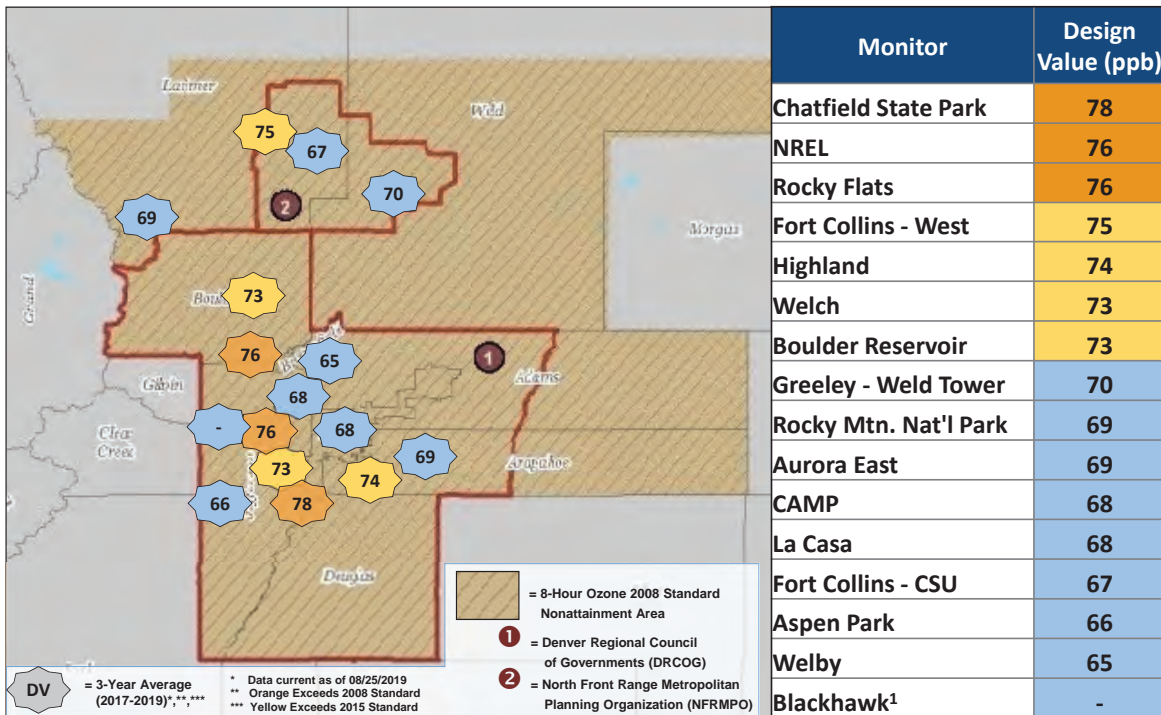 Larimer
Weld
75
67
2
70
69
Morgan
Grand
73
76
65
1
Adams
Gilpin
68
-
76
68
Clear
Creek
73
69
Arapahoe
74
66
78
Douglas
= 8-Hour Ozone 2008 Standard
Nonattainment Area
1 = Denver Regional Council
of Governments (DRCOG)
2 = North Front Range Metropolitan
Planning Organization (NFRMPO)
DV = 3-Year Average
(2017-2019)*,**,***
* Data current as of 08/25/2019
** Orange Exceeds 2008 Standard
*** Yellow Exceeds 2015 Standard
Monitor Design
Value (ppb)
Chatfield State Park 78
NREL 76
Rocky Flats 76
Fort Collins - West 75
Highland 74
Welch 73
Boulder Reservoir 73
Greeley - Weld Tower 70
Rocky Mtn. Nat'l Park 69
Aurora East 69
CAMP 68
La Casa 68
Fort Collins - CSU 67
Aspen Park 66
Welby 65
Blackhawk¹ -